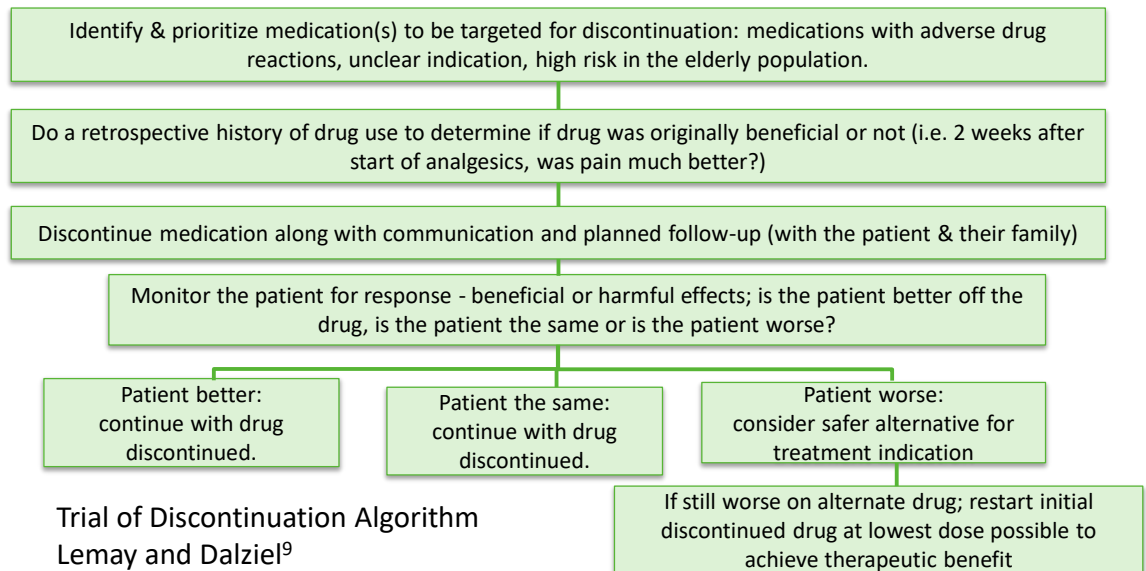 Identify & prioritize medication(s) to be targeted for discontinuation: medications with adverse drug
reactions, unclear indication, high risk in the elderly population.
Do a retrospective history of drug use to determine if drug was originally beneficial or not (i.e. 2 weeks after
start of analgesics, was pain much better?)
Discontinue medication along with communication and planned follow-up (with the patient & their family)
Monitor the patient for response - beneficial or harmful effects; is the patient better off the
drug, is the patient the same or is the patient worse?
Patient better:
continue with drug
discontinued.
Patient the same:
continue with drug
discontinued.
Patient worse:
consider safer alternative for
treatment indication
If still worse on alternate drug; restart initial
discontinued drug at lowest dose possible to
achieve therapeutic benefit
Trial of Discontinuation Algorithm
Lemay and Dalziel⁹